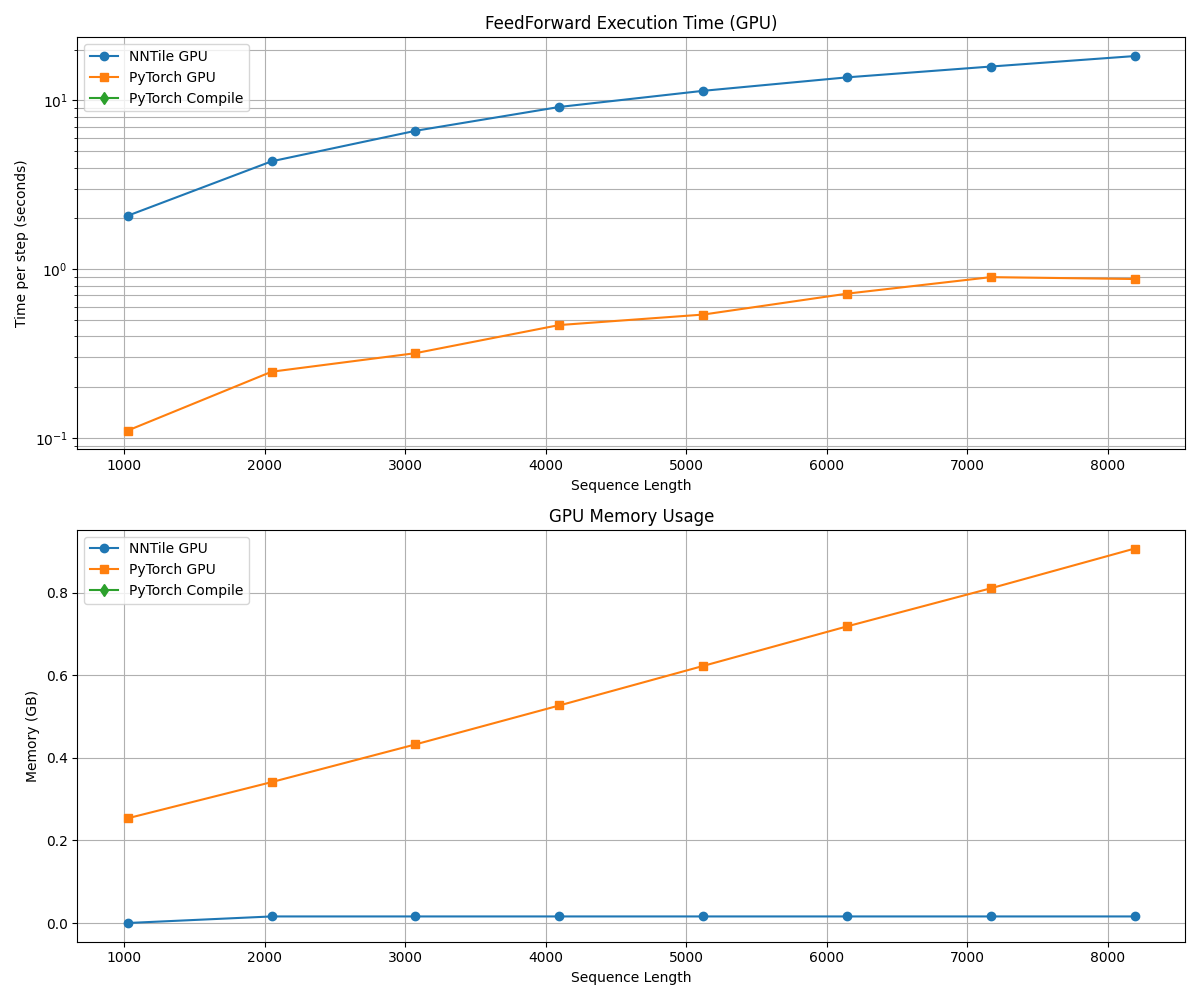 FeedForward Execution Time (GPU)
NNTile GPU
PyTorch GPU
PyTorch Compile
Time per step (seconds)
10¹
10⁰
10⁻¹
1000 2000 3000 4000 5000 6000 7000 8000
Sequence Length
GPU Memory Usage
NNTile GPU
PyTorch GPU
PyTorch Compile
Memory (GB)
0.8
0.6
0.4
0.2
0.0
1000 2000 3000 4000 5000 6000 7000 8000
Sequence Length